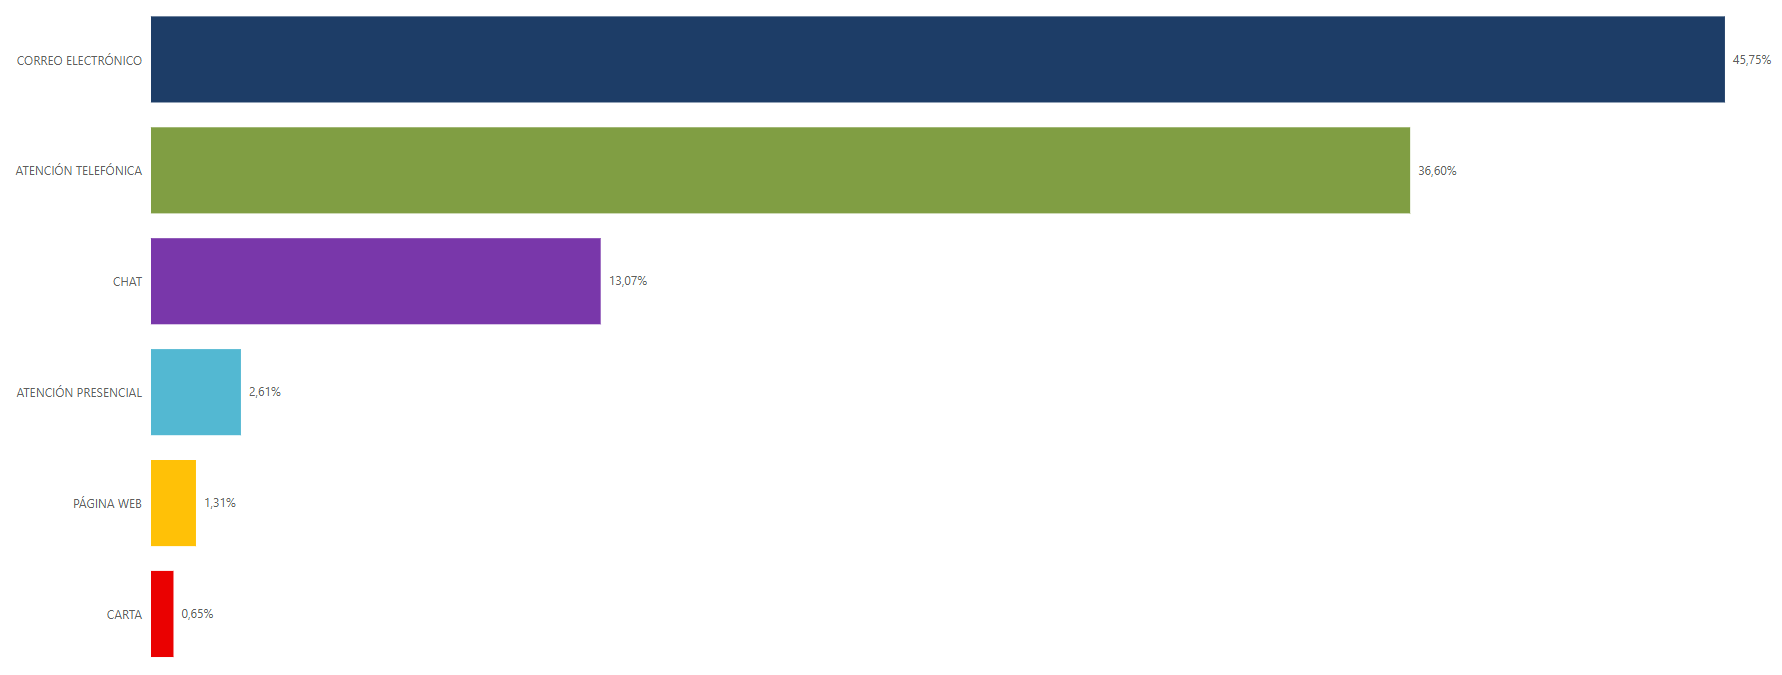 CORREO ELECTRÓNICO 45,75%
ATENCIÓN TELEFÓNICA 36,60%
CHAT 13,07%
ATENCIÓN PRESENCIAL 2,61%
PÁGINA WEB 1,31%
CARTA 0,65%